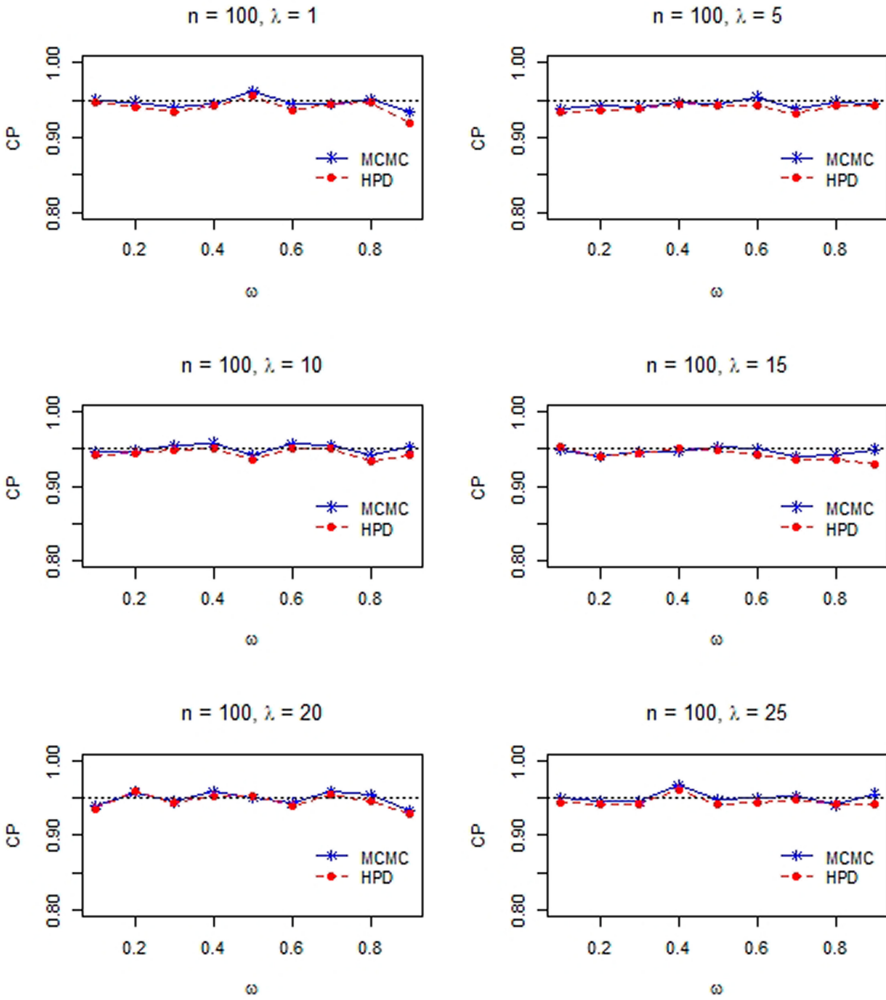 n = 100, λ = 1
CP
1.00
0.90
0.80
MCMC
HPD
0.2 0.4 0.6 0.8
ω
n = 100, λ = 5
CP
1.00
0.90
0.80
MCMC
HPD
0.2 0.4 0.6 0.8
ω
n = 100, λ = 10
CP
1.00
0.90
0.80
MCMC
HPD
0.2 0.4 0.6 0.8
ω
n = 100, λ = 15
CP
1.00
0.90
0.80
MCMC
HPD
0.2 0.4 0.6 0.8
ω
n = 100, λ = 20
CP
1.00
0.90
0.80
MCMC
HPD
0.2 0.4 0.6 0.8
ω
n = 100, λ = 25
CP
1.00
0.90
0.80
MCMC
HPD
0.2 0.4 0.6 0.8
ω